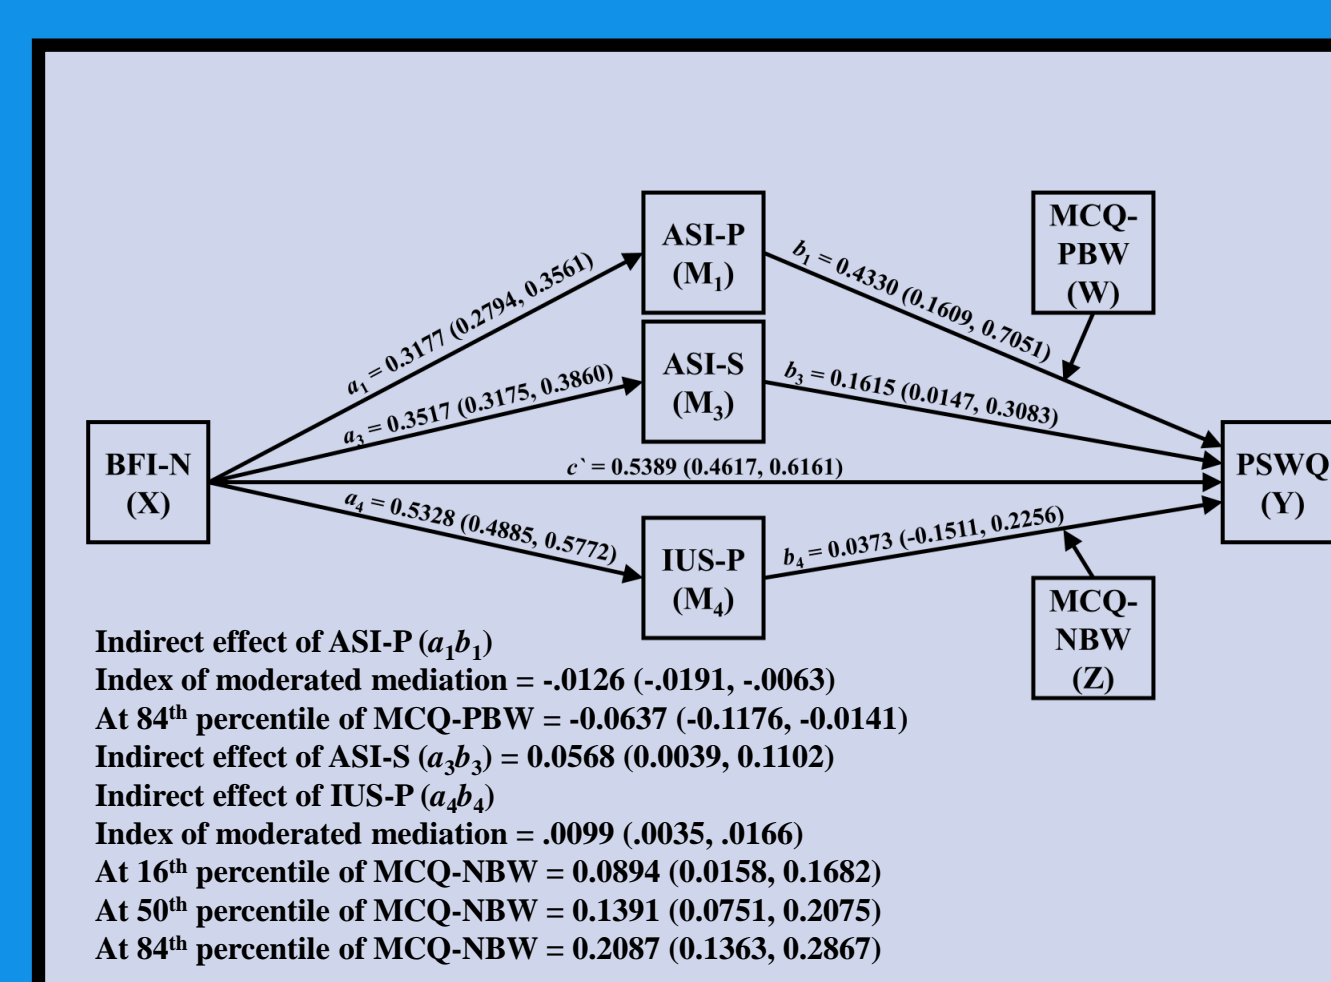 ASI-P
(M₁)
MCQ-
PBW
(W)
a₁ = 0.3177 (0.2794, 0.3561)
b₁ = 0.4330 (0.1609, 0.7051)
ASI-S
(M₃)
a₃ = 0.3517 (0.3175, 0.3860)
b₃ = 0.1615 (0.0147, 0.3083)
BFI-N
(X)
c` = 0.5389 (0.4617, 0.6161)
PSWQ
(Y)
a₄ = 0.5328 (0.4885, 0.5772)
b₄ = 0.0373 (-0.1511, 0.2256)
IUS-P
(M₄)
MCQ-
NBW
(Z)
Indirect effect of ASI-P (a₁b₁)
Index of moderated mediation = -.0126 (-.0191, -.0063)
At 84th percentile of MCQ-PBW = -0.0637 (-0.1176, -0.0141)
Indirect effect of ASI-S (a₃b₃) = 0.0568 (0.0039, 0.1102)
Indirect effect of IUS-P (a₄b₄)
Index of moderated mediation = .0099 (.0035, .0166)
At 16th percentile of MCQ-NBW = 0.0894 (0.0158, 0.1682)
At 50th percentile of MCQ-NBW = 0.1391 (0.0751, 0.2075)
At 84th percentile of MCQ-NBW = 0.2087 (0.1363, 0.2867)